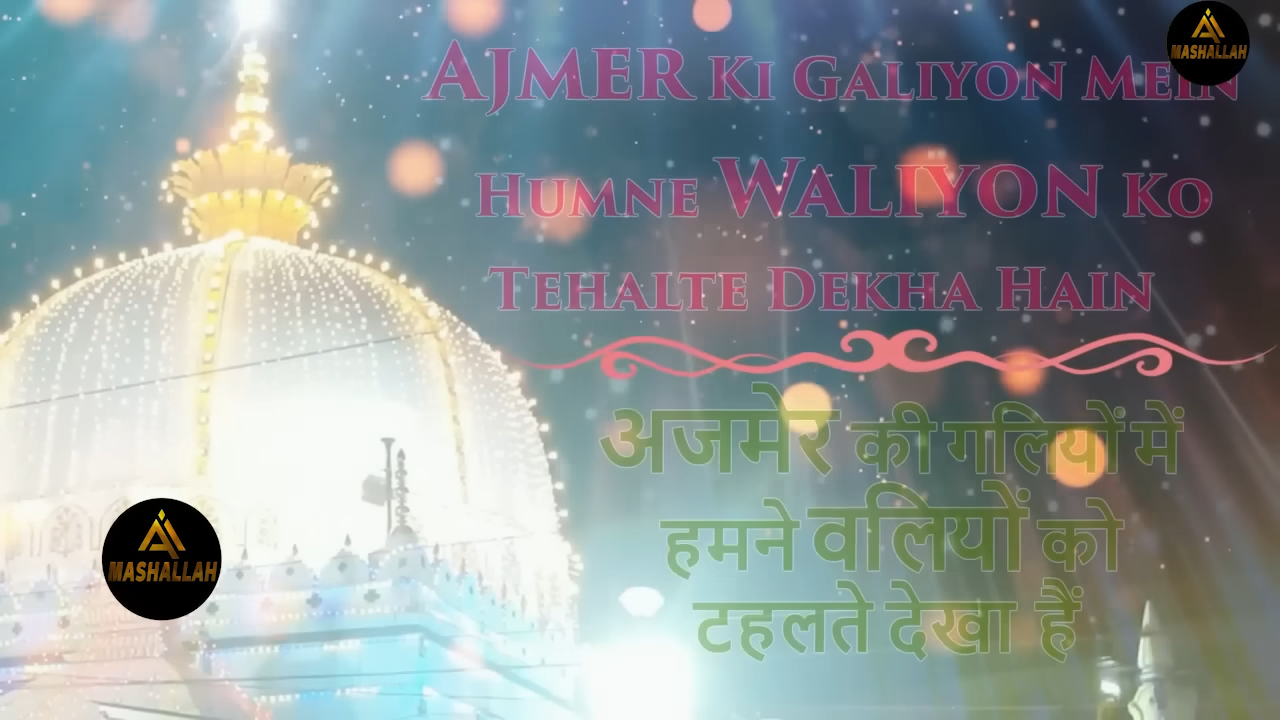 Ajmer Ki Galiyon Mein
Humne Waliyon Ko
Tehalte Dekha Hain
अजमेर की गलियों में
हमने वलियों को
टहलते देखा हैं
MASHALLAH
MASHALLAH